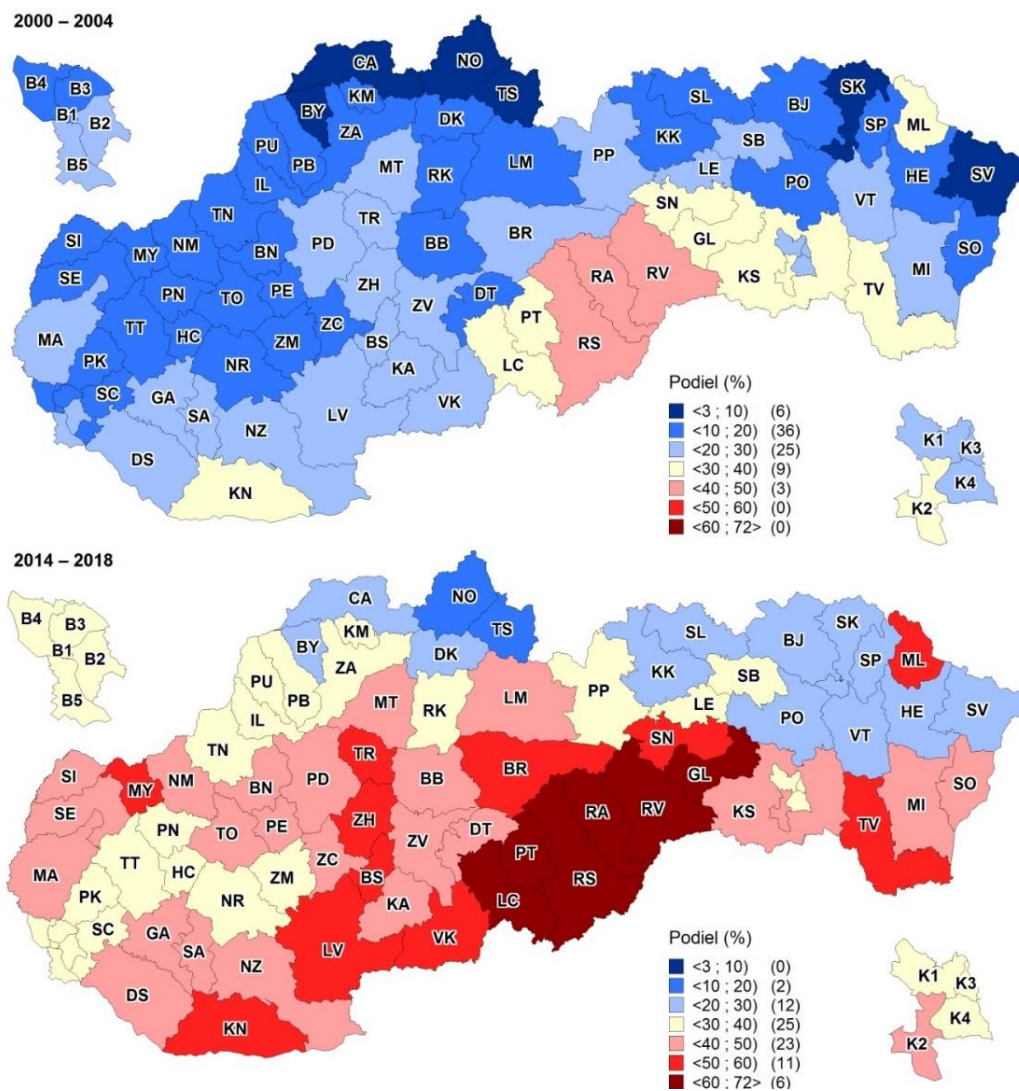 2000 – 2004
B4 B3
B1 B2
B5
CA NO
BY KM TS
ZA DK
PU PB IL
MT RK LM
SL BJ SK SP ML
KK SB HE SV
PP LE PO VT
SN SO
TN TR
SI MY NM BN PD BB BR GL
SE PN TO PE ZH RA RV KS TV MI
DT
MA TT HC ZM ZC ZV PT
PK NR BS LC RS
SC GA SA KA
NZ LV VK
DS KN
Podiel (%)
<3 ; 10) (6)
<10 ; 20) (36)
<20 ; 30) (25)
<30 ; 40) (9)
<40 ; 50) (3)
<50 ; 60) (0)
<60 ; 72> (0)
K1 K3
K4
K2
2014 – 2018
B4 B3
B1 B2
B5
CA NO
BY KM TS
ZA DK
PU PB IL
MT RK LM
SL BJ SK SP ML
KK SB HE SV
PP LE PO VT
SN SO
TN TR
SI MY NM BN PD BB BR GL
SE PN TO PE ZH RA RV KS TV MI
DT
MA TT HC ZM ZC ZV PT
PK NR BS LC RS
SC GA SA KA
NZ LV VK
DS KN
Podiel (%)
<3 ; 10) (0)
<10 ; 20) (2)
<20 ; 30) (12)
<30 ; 40) (25)
<40 ; 50) (23)
<50 ; 60) (11)
<60 ; 72> (6)
K1 K3
K4
K2